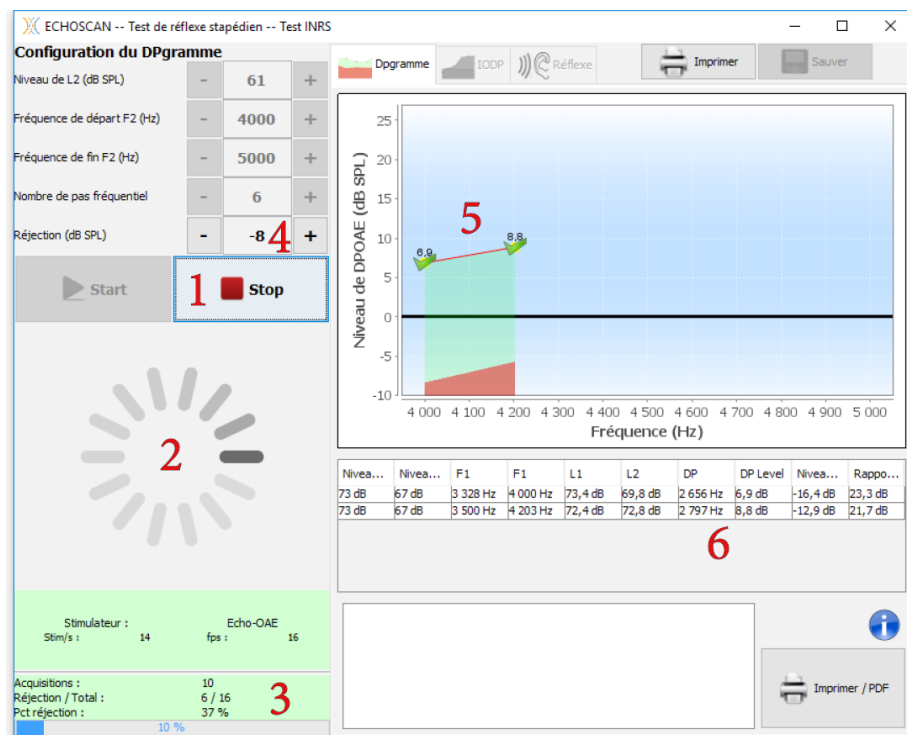 ECHOSCAN -- Test de réflexe stapédien -- Test INRS
Configuration du DPgramme
Niveau de L2 (dB SPL) - 61 +
Fréquence de départ F2 (Hz) - 4000 +
Fréquence de fin F2 (Hz) - 5000 +
Nombre de pas fréquentiel - 6 +
Réjection (dB SPL) - -8 4 +
Start
1 Stop
2
Stimulateur : Echo-OAE
Stim/s : 14 fps : 16
Acquisitions : 10
Réjection / Total : 6 / 16
Pct réjection : 37 %
3
10 %
Dpgramme IODP Réflexe Imprimer Sauver
Niveau de DPOAE (dB SPL)
25
20
15
10
5
0
-5
-10
5
6,9 8,8
4 000 4 100 4 200 4 300 4 400 4 500 4 600 4 700 4 800 4 900 5 000
Fréquence (Hz)
Nivea... Nivea... F1 F1 L1 L2 DP DP Level Nivea... Rappo...
73 dB 67 dB 3 328 Hz 4 000 Hz 73,4 dB 69,8 dB 2 656 Hz 6,9 dB -16,4 dB 23,3 dB
73 dB 67 dB 3 500 Hz 4 203 Hz 72,4 dB 72,8 dB 2 797 Hz 8,8 dB -12,9 dB 21,7 dB
6
i
Imprimer / PDF